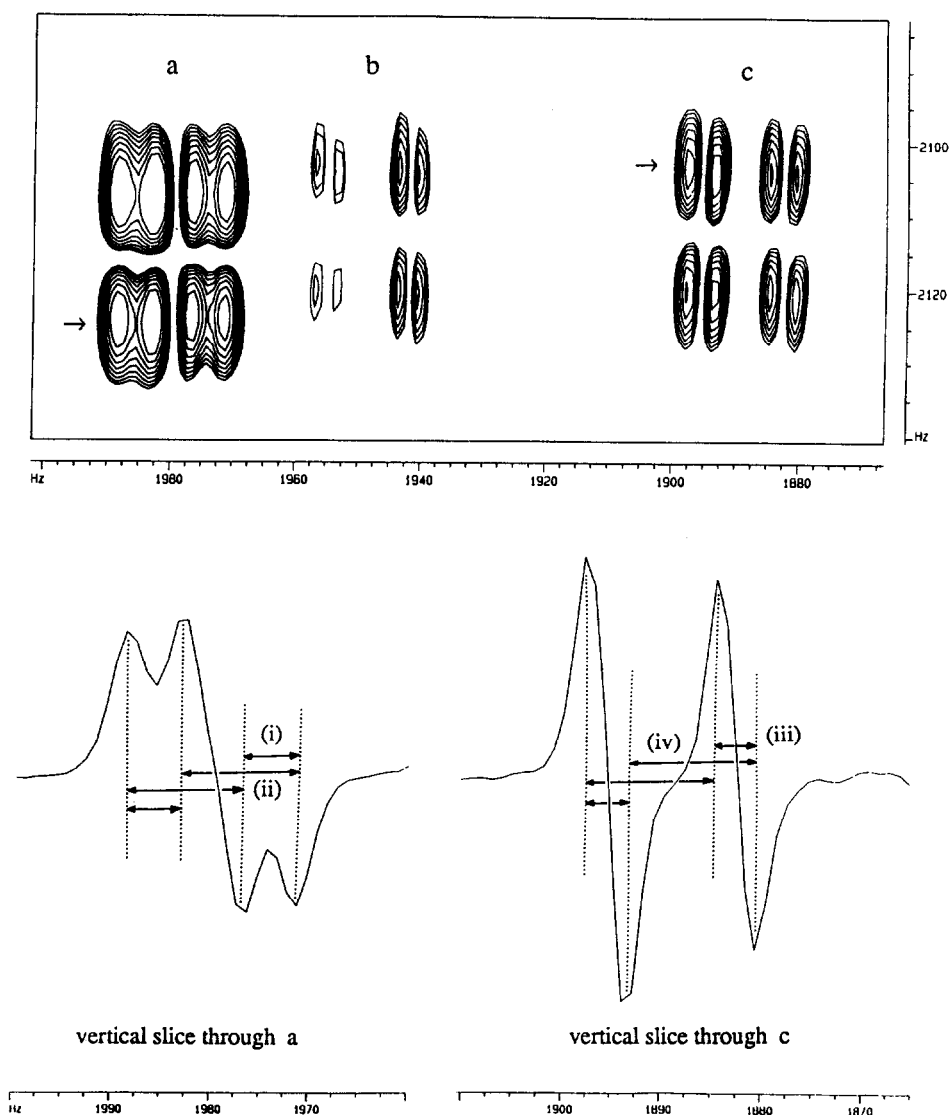 a
b
c
→
→
2100
2120
Hz
Hz 1980 1960 1940 1920 1900 1880
(i)
(ii)
(iii)
(iv)
vertical slice through a
vertical slice through c
Hz 1990 1980 1970
1900 1890 1880 1870